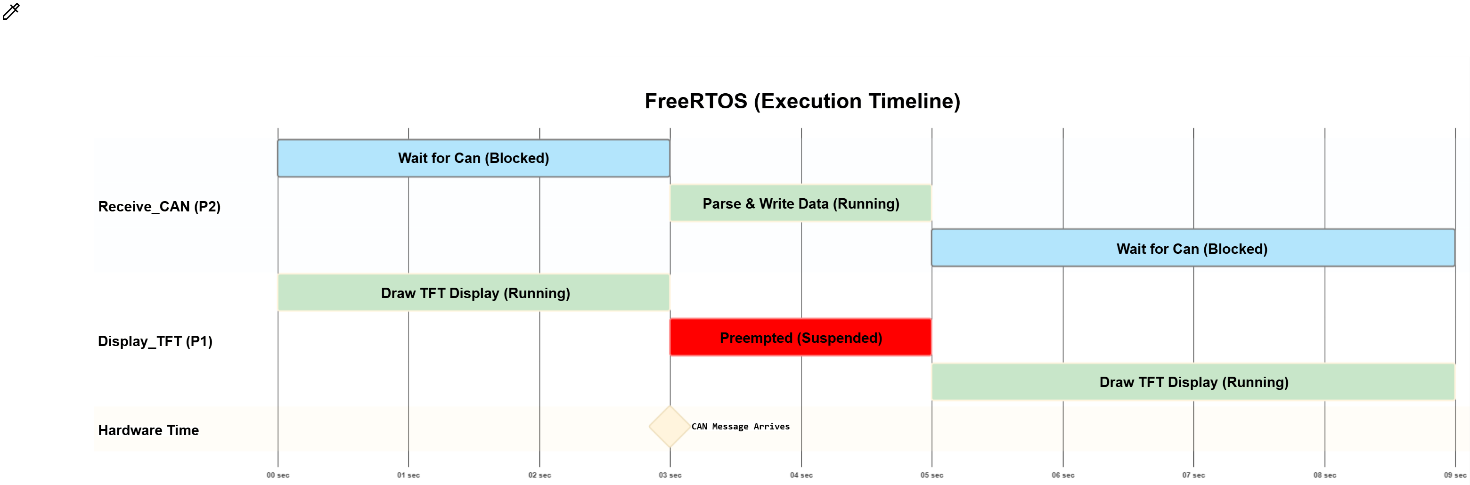 FreeRTOS (Execution Timeline)
Wait for Can (Blocked)
Receive_CAN (P2)
Parse & Write Data (Running)
Wait for Can (Blocked)
Draw TFT Display (Running)
Display_TFT (P1)
Preempted (Suspended)
Draw TFT Display (Running)
Hardware Time
CAN Message Arrives
00 sec 01 sec 02 sec 03 sec 04 sec 05 sec 06 sec 07 sec 08 sec 09 sec